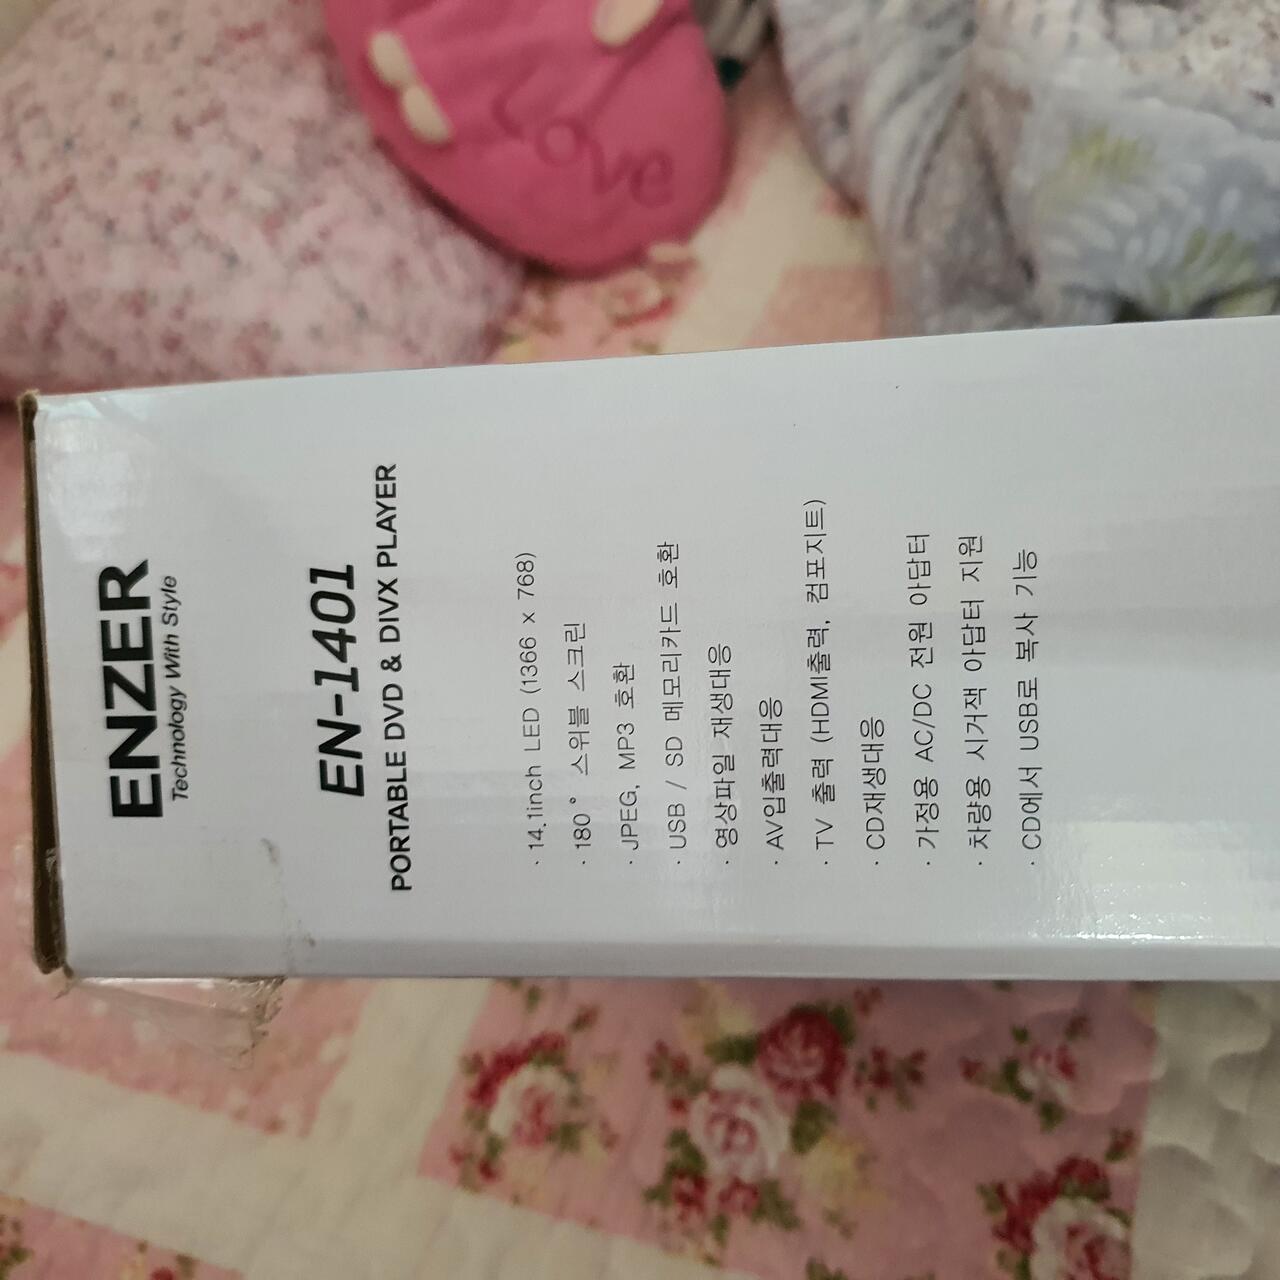 Love
ENZER
Technology With Style
EN-1401
PORTABLE DVD & DIVX PLAYER
· 14.1inch LED (1366 x 768)
· 180° 스위블 스크린
· JPEG, MP3 호환
· USB / SD 메모리카드 호환
· 영상파일 재생대응
· AV입출력대응
· TV 출력 (HDMI출력, 컴포지트)
· CD재생대응
· 가정용 AC/DC 전원 아답터
· 차량용 시거잭 아답터 지원
· CD에서 USB로 복사 기능